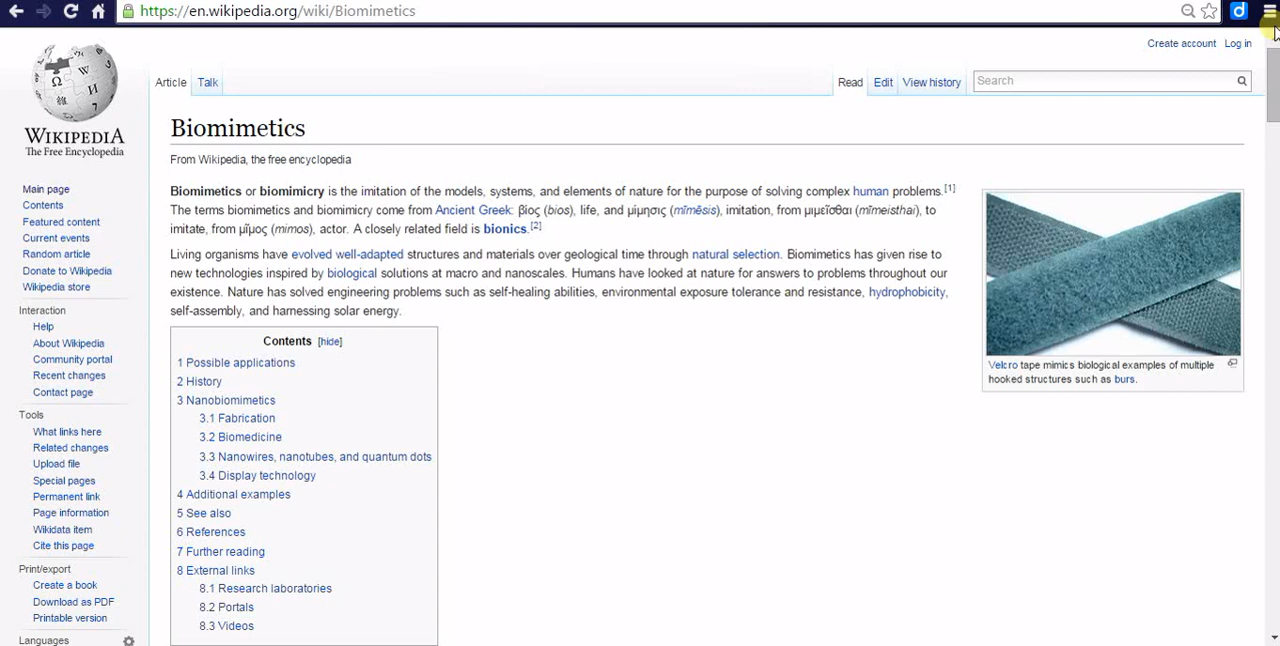 https://en.wikipedia.org/wiki/Biomimetics
Create account Log in
Article Talk
Read Edit View history Search
WIKIPEDIA
The Free Encyclopedia
Main page
Contents
Featured content
Current events
Random article
Donate to Wikipedia
Wikipedia store
Interaction
Help
About Wikipedia
Community portal
Recent changes
Contact page
Tools
What links here
Related changes
Upload file
Special pages
Permanent link
Page information
Wikidata item
Cite this page
Print/export
Create a book
Download as PDF
Printable version
Languages
Biomimetics
From Wikipedia, the free encyclopedia
Biomimetics or biomimicry is the imitation of the models, systems, and elements of nature for the purpose of solving complex human problems.[1]
The terms biomimetics and biomimicry come from Ancient Greek: βίος (bios), life, and μίμησις (mīmēsis), imitation, from μιμεῖσθαι (mīmeisthai), to
imitate, from μῖμος (mimos), actor. A closely related field is bionics.[2]
Living organisms have evolved well-adapted structures and materials over geological time through natural selection. Biomimetics has given rise to
new technologies inspired by biological solutions at macro and nanoscales. Humans have looked at nature for answers to problems throughout our
existence. Nature has solved engineering problems such as self-healing abilities, environmental exposure tolerance and resistance, hydrophobicity,
self-assembly, and harnessing solar energy.
Contents [hide]
1 Possible applications
2 History
3 Nanobiomimetics
3.1 Fabrication
3.2 Biomedicine
3.3 Nanowires, nanotubes, and quantum dots
3.4 Display technology
4 Additional examples
5 See also
6 References
7 Further reading
8 External links
8.1 Research laboratories
8.2 Portals
8.3 Videos
Velcro tape mimics biological examples of multiple
hooked structures such as burs.